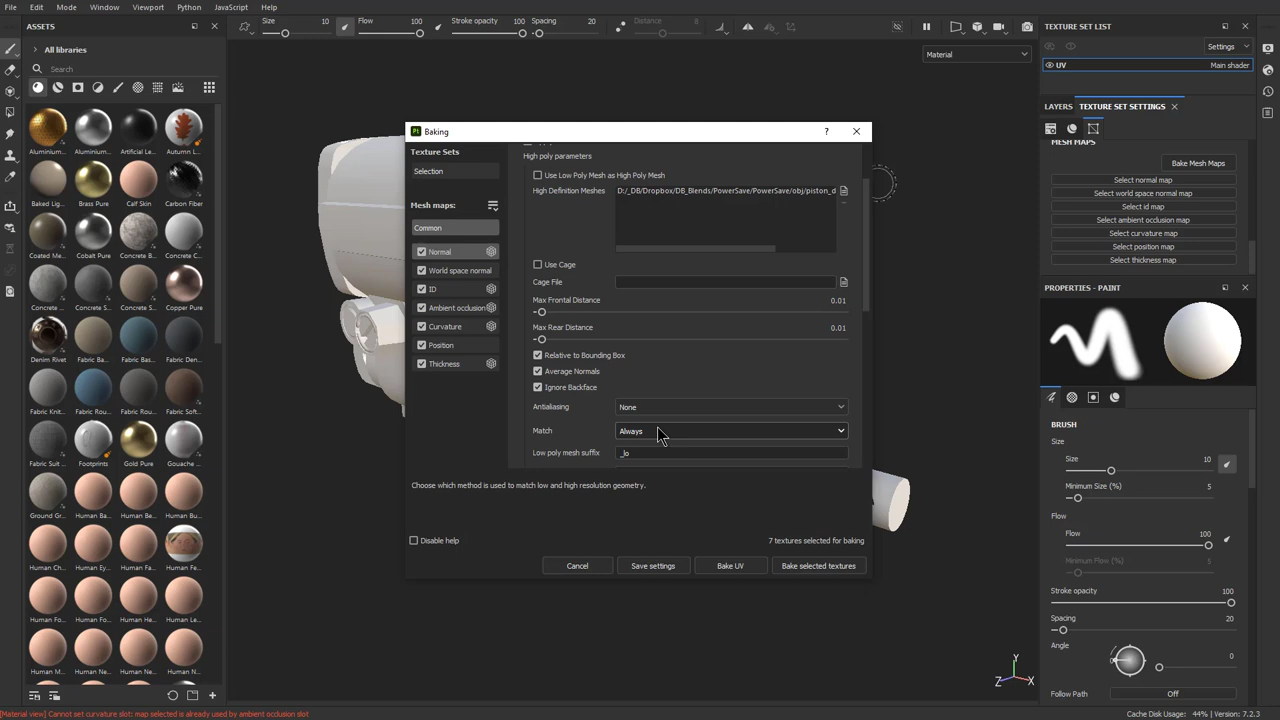 File Edit Mode Window Viewport Python JavaScript Help
ASSETS
Size 10 Flow 100 Stroke opacity 100 Spacing 20 Distance 8
All libraries
Search
Material
Aluminium... Aluminium... Artificial Lea... Autumn L...
Baked Lig... Brass Pure Calf Skin Carbon Fiber
Coated Me... Cobalt Pure Concrete B... Concrete ...
Concrete ... Concrete S... Concrete S... Copper Pure
Denim Rivet Fabric Ba... Fabric Bas... Fabric Den...
Fabric Knit... Fabric Rou... Fabric Rou... Fabric Soft...
Fabric Suit ... Footprints Gold Pure Gouache ...
Ground Gr... Human Ba... Human Be... Human Bu...
Human Ch... Human Ey... Human Fa... Human Fe...
Human Fo... Human Fo... Human He... Human Le...
Human M... Human Ne... Human N... Human N...
Pt Baking ?
Texture Sets
Selection
Mesh maps:
Common
Normal
World space normal
ID
Ambient occlusion
Curvature
Position
Thickness
High poly parameters
Use Low Poly Mesh as High Poly Mesh
High Definition Meshes D:/_DB/Dropbox/DB_Blends/PowerSave/PowerSave/obj/piston_d
Use Cage
Cage File
Max Frontal Distance 0.01
Max Rear Distance 0.01
Relative to Bounding Box
Average Normals
Ignore Backface
Antialiasing None
Match Always
Low poly mesh suffix _lo
Choose which method is used to match low and high resolution geometry.
Disable help 7 textures selected for baking
Cancel Save settings Bake UV Bake selected textures
Y
Z X
TEXTURE SET LIST
Settings
UV Main shader
LAYERS TEXTURE SET SETTINGS
MESH MAPS
Bake Mesh Maps
Select normal map
Select world space normal map
Select id map
Select ambient occlusion map
Select curvature map
Select position map
Select thickness map
PROPERTIES - PAINT
BRUSH
Size
Size 10
Minimum Size (%) 5
Flow
Flow 100
Minimum Flow (%) 5
Stroke opacity 100
Spacing 20
Angle
0
Follow Path Off
[Material view] Cannot set curvature slot: map selected is already used by ambient occlusion slot
Cache Disk Usage: 44% | Version: 7.2.3